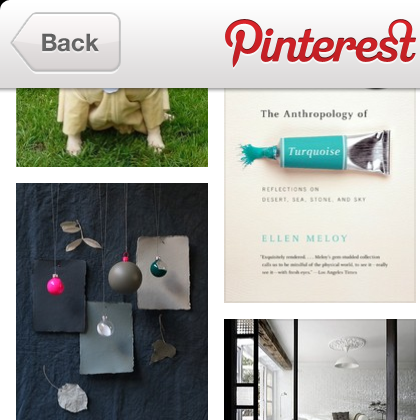 Back
Pinterest
The Anthropology of
Turquoise
REFLECTIONS ON
DESERT, SEA, STONE, AND SKY
ELLEN MELOY
"Exquisitely rendered. . . . Meloy's gem-studded collection
calls us to be mindful of the physical world, to see it—really
see it—with fresh eyes." —Los Angeles Times